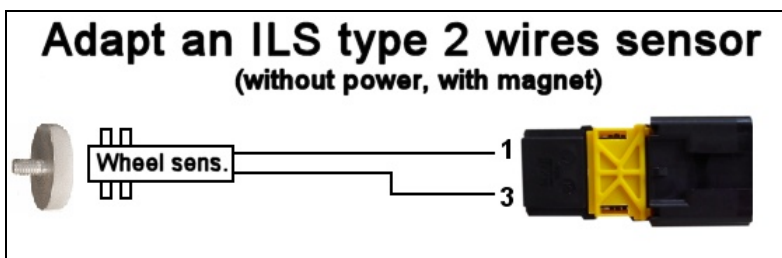 Adapt an ILS type 2 wires sensor
(without power, with magnet)
Wheel sens.
1
3